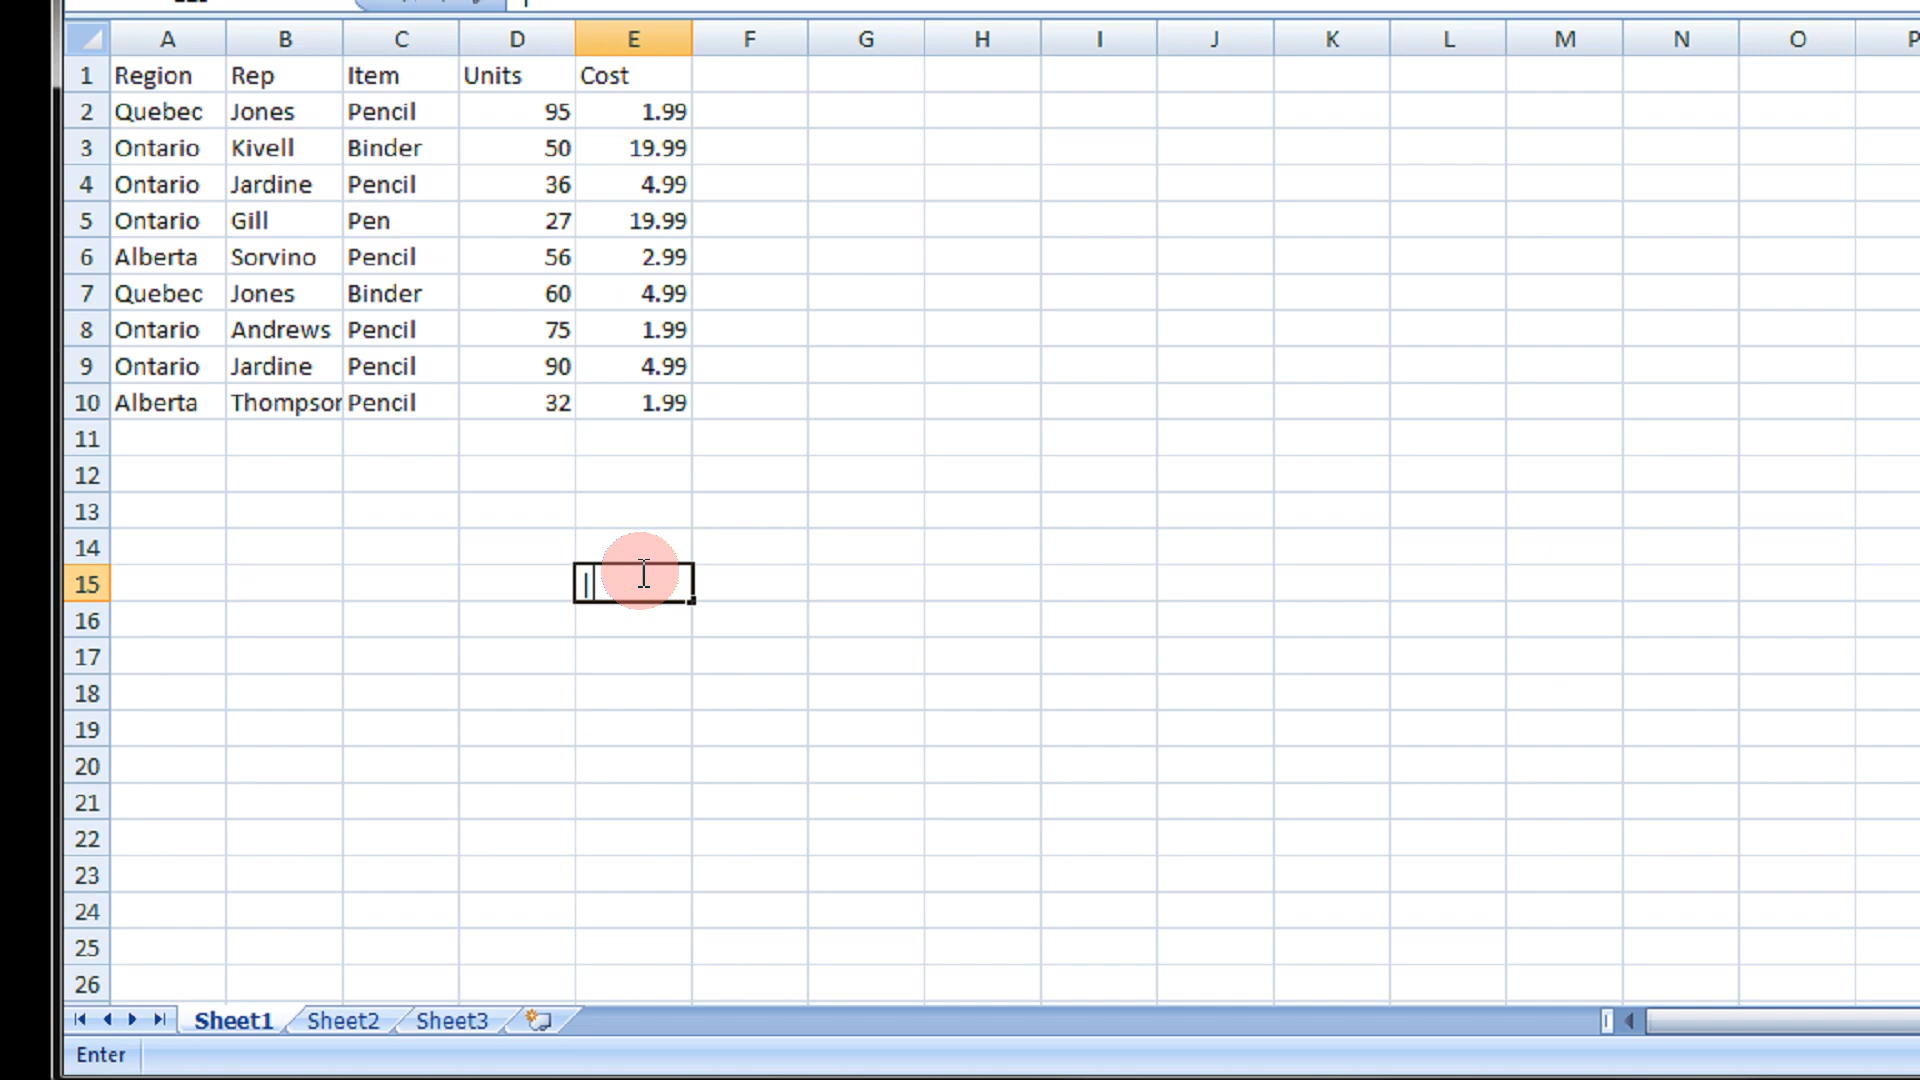 A B C D E F G H I J K L M N O P
1 Region Rep Item Units Cost
2 Quebec Jones Pencil 95 1.99
3 Ontario Kivell Binder 50 19.99
4 Ontario Jardine Pencil 36 4.99
5 Ontario Gill Pen 27 19.99
6 Alberta Sorvino Pencil 56 2.99
7 Quebec Jones Binder 60 4.99
8 Ontario Andrews Pencil 75 1.99
9 Ontario Jardine Pencil 90 4.99
10 Alberta Thompson Pencil 32 1.99
11
12
13
14
15 |
16
17
18
19
20
21
22
23
24
25
26
Sheet1 Sheet2 Sheet3
Enter